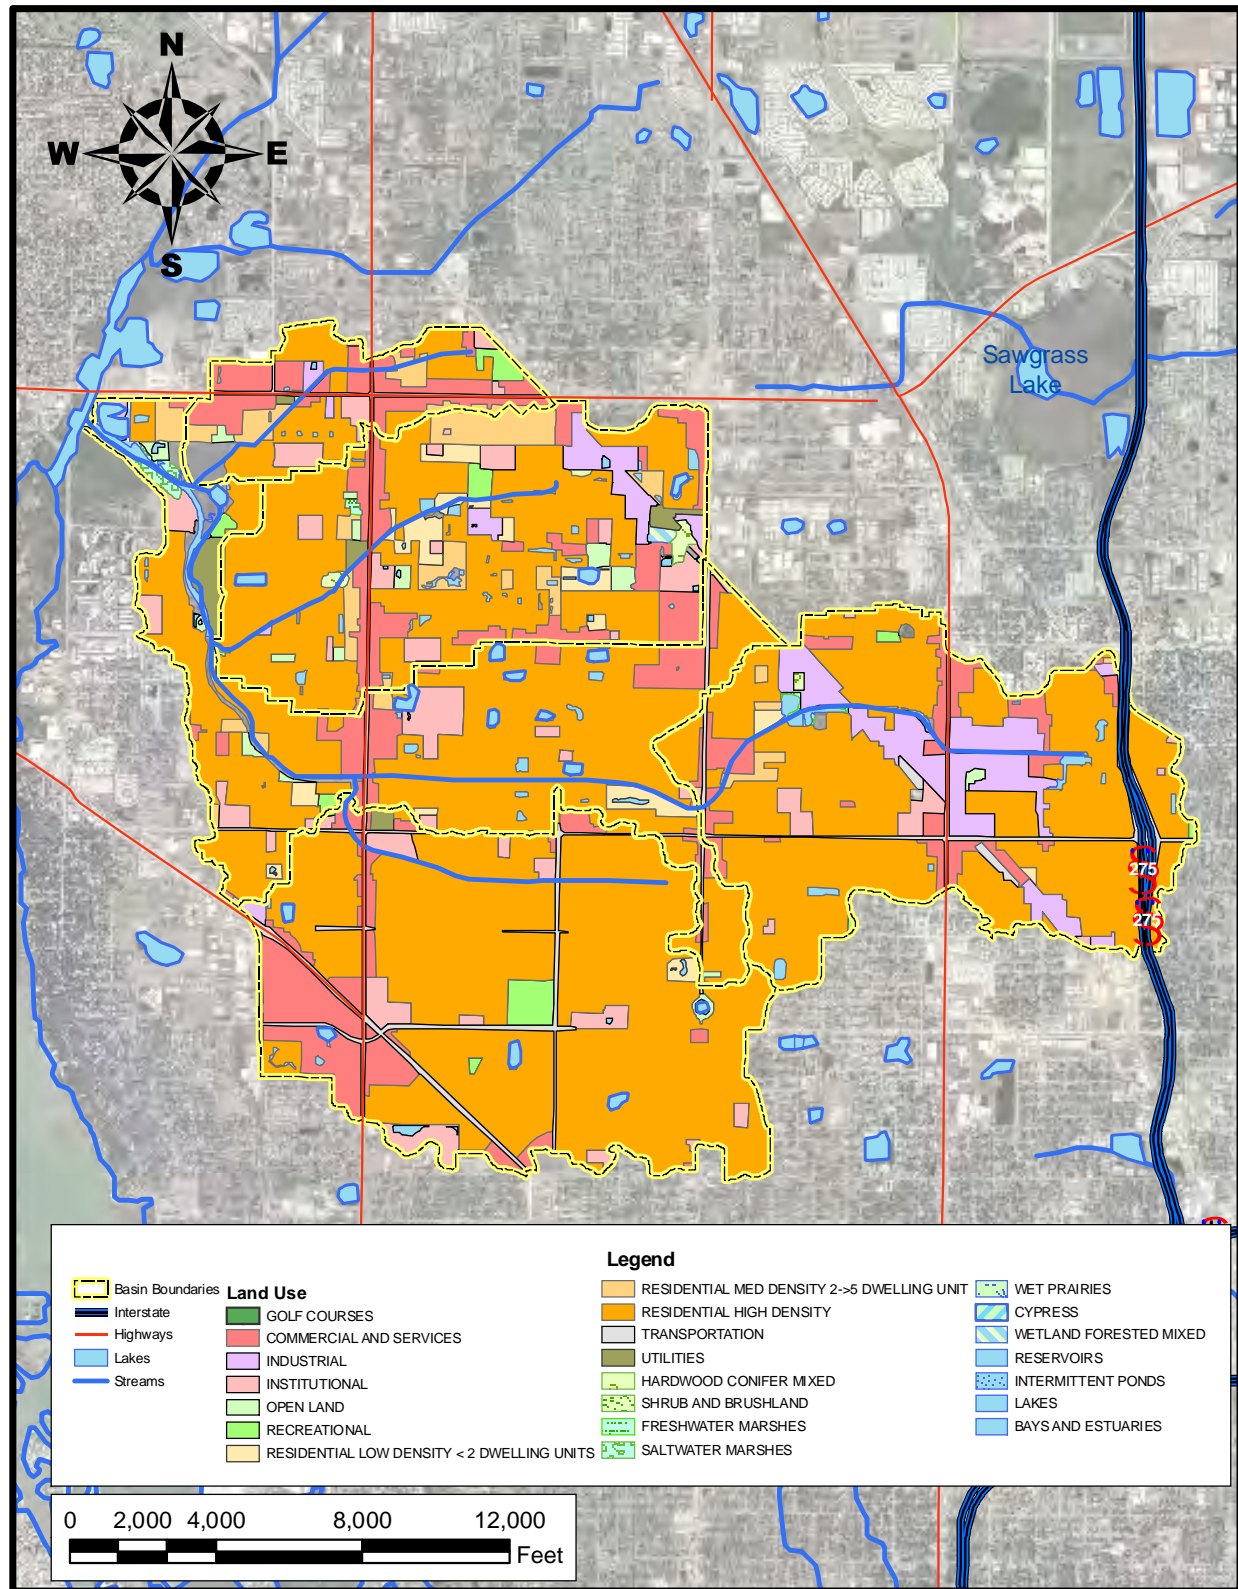 N
W E
S
Sawgrass
Lake
275
275
Legend
Basin Boundaries
Interstate
Highways
Lakes
Streams
Land Use
GOLF COURSES
COMMERCIAL AND SERVICES
INDUSTRIAL
INSTITUTIONAL
OPEN LAND
RECREATIONAL
RESIDENTIAL LOW DENSITY < 2 DWELLING UNITS
RESIDENTIAL MED DENSITY 2->5 DWELLING UNIT
RESIDENTIAL HIGH DENSITY
TRANSPORTATION
UTILITIES
HARDWOOD CONIFER MIXED
SHRUB AND BRUSHLAND
FRESHWATER MARSHES
SALTWATER MARSHES
WET PRAIRIES
CYPRESS
WETLAND FORESTED MIXED
RESERVOIRS
INTERMITTENT PONDS
LAKES
BAYS AND ESTUARIES
0 2,000 4,000 8,000 12,000
Feet